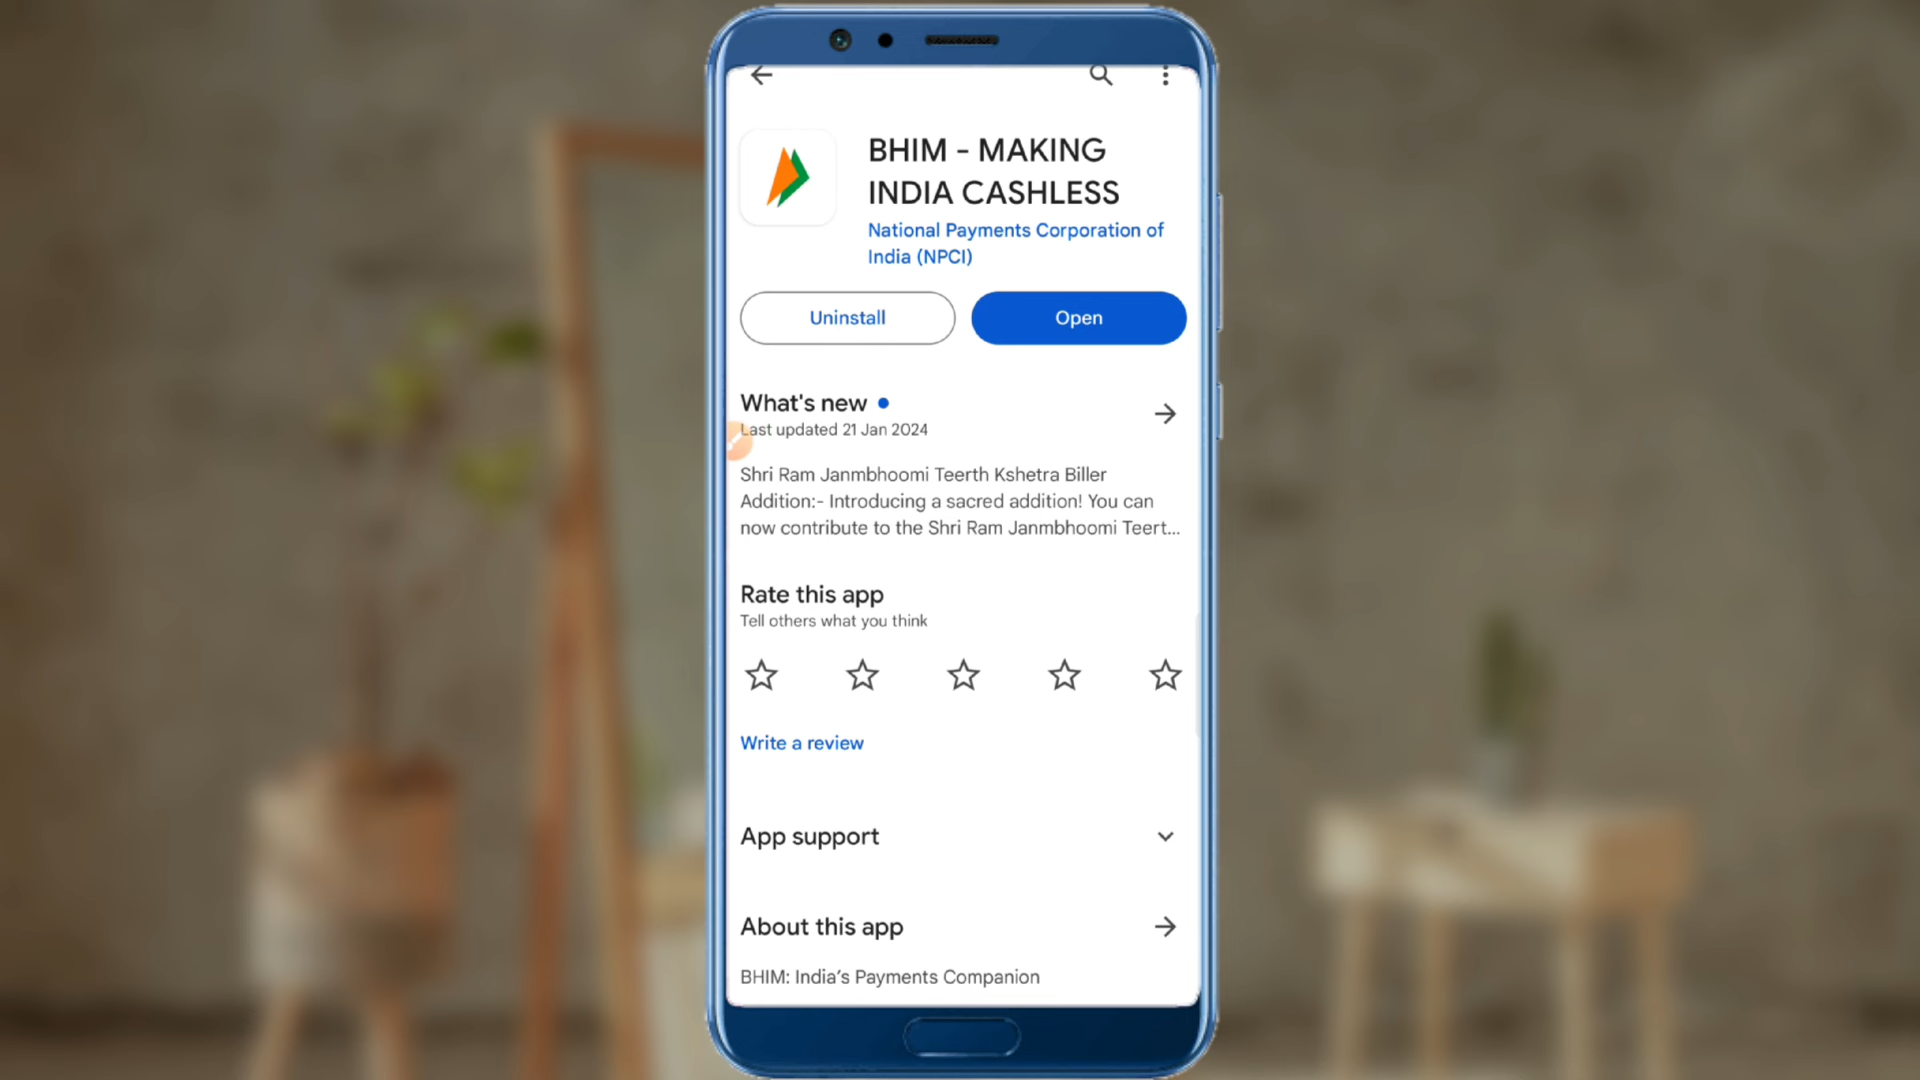 BHIM - MAKING
INDIA CASHLESS
National Payments Corporation of
India (NPCI)
Uninstall
Open
What's new
Last updated 21 Jan 2024
Shri Ram Janmbhoomi Teerth Kshetra Biller
Addition:- Introducing a sacred addition! You can
now contribute to the Shri Ram Janmbhoomi Teert...
Rate this app
Tell others what you think
Write a review
App support
About this app
BHIM: India's Payments Companion